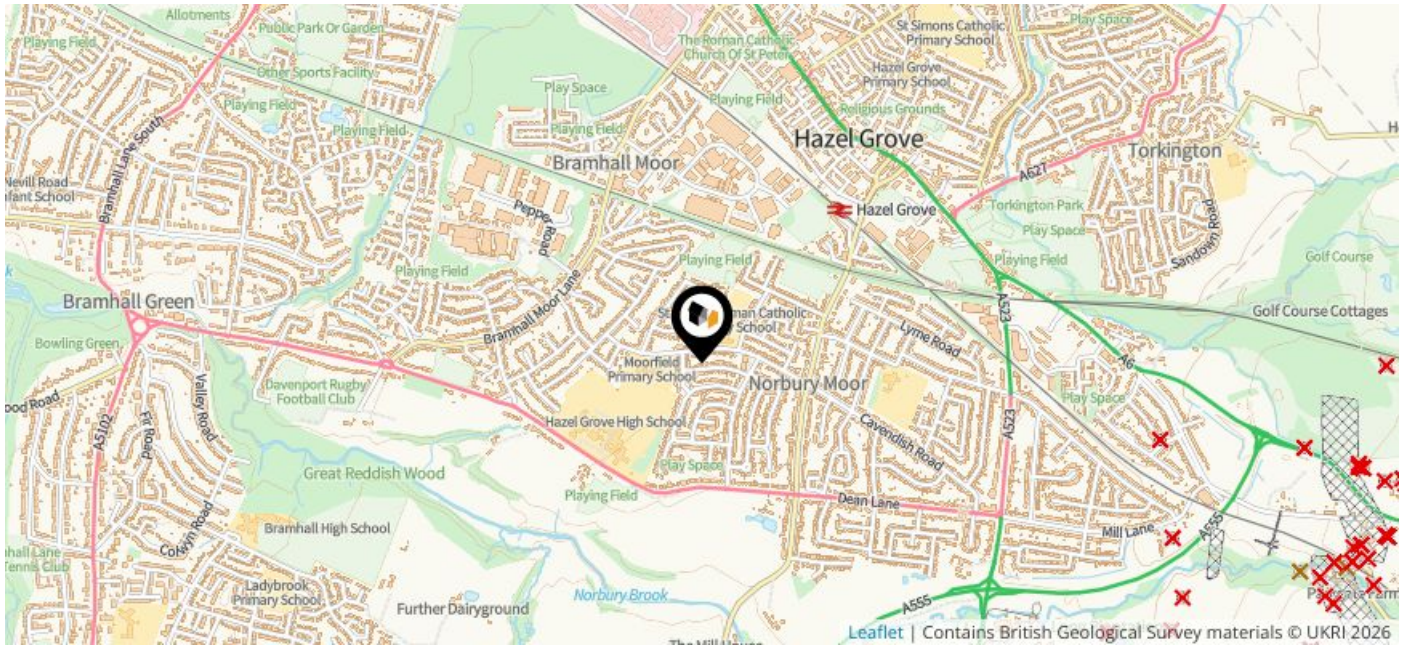 Allotments
Playing Field
Public Park Or Garden
Other Sports Facility
Playing Field
Playing Field
Bramhall Lane South
Nevill Road
The Roman Catholic
Church Of St Peter
Play Space
Playing Field
Playing Field
Bramhall Moor
Pepper
Road
Playing Field
Bramhall Moor Lane
St Simons Catholic
Primary School
Hazel Grove
Primary School
Religious Grounds
Hazel Grove
Play Space
Torkington
A627
Torkington Park
Play Space
Hazel Grove
Sandown Road
Playing Field
Golf Course
Golf Course Cottages
Bramhall Green
Bowling Green
Davenport Rugby
Football Club
Playing Field
Catholic
School
Moorfield
Primary School
Norbury Moor
Lyme Road
A523
A6
Play Space
Valley Road
Fir Road
A5102
Hazel Grove High School
Cavendish Road
A523
Great Reddish Wood
Play Space
Playing Field
Dean Lane
Mill Lane
A555
Colwyn Road
Bramhall High School
Tennis Club
Ladybrook
Primary School
Further Dairyground
Norbury Brook
The Mill House
A555
Leaflet | Contains British Geological Survey materials © UKRI 2026